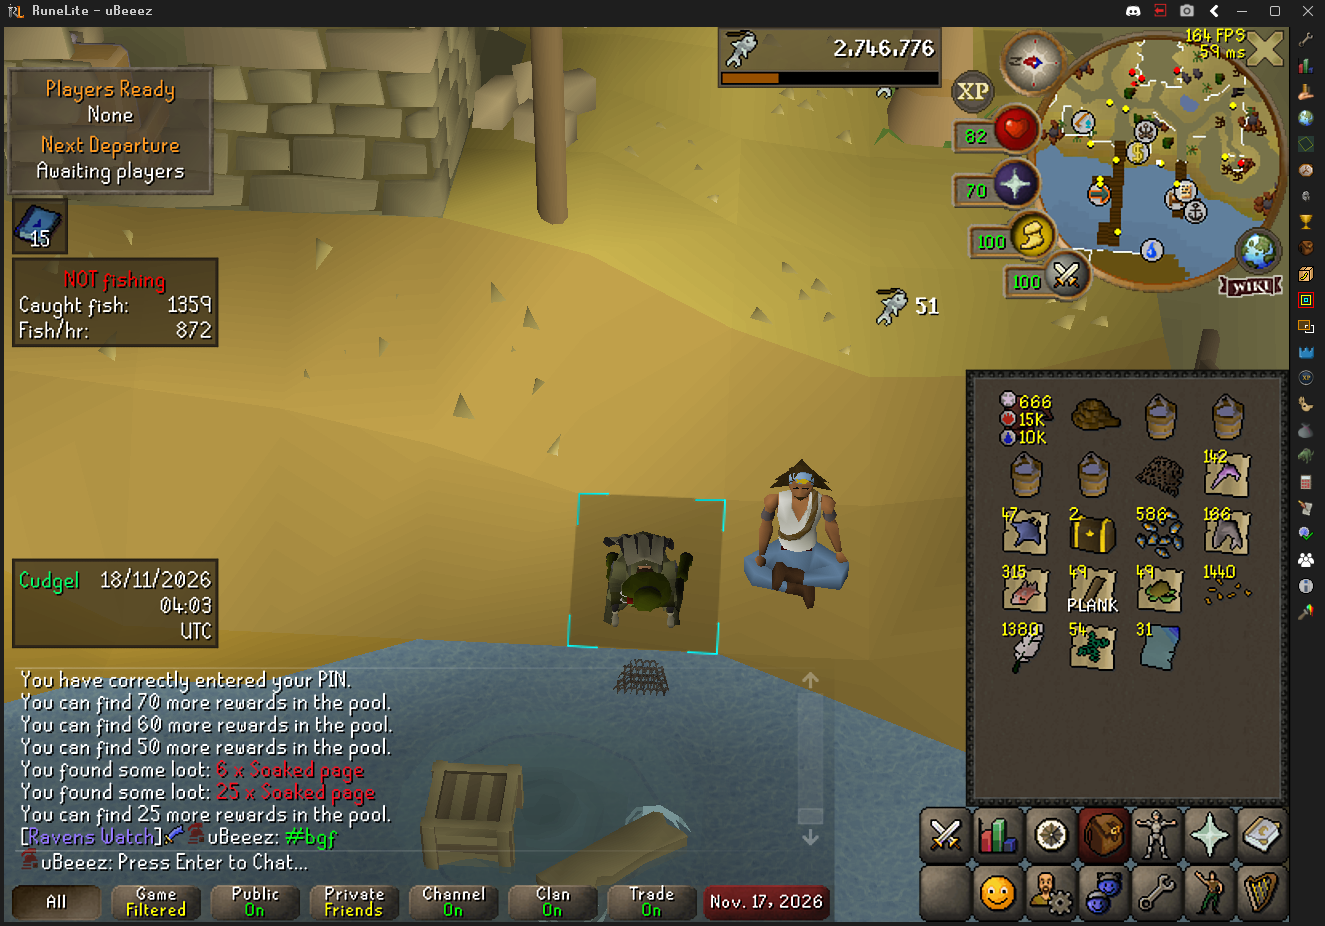 RuneLite - uBeeez
Players Ready
None
Next Departure
Awaiting players
15
NOT fishing
Caught fish: 1359
Fish/hr: 872
2,746,776
164 FPS
59 ms
XP
82
70
100
100
WIKI
51
666
15K
10K
142
47
2
586
186
315
49
PLANK
49
1440
1380
54
31
Cudgel 18/11/2026
04:03
UTC
You have correctly entered your PIN.
You can find 70 more rewards in the pool.
You can find 60 more rewards in the pool.
You can find 50 more rewards in the pool.
You found some loot: 6 x Soaked page
You found some loot: 25 x Soaked page
You can find 25 more rewards in the pool.
[Ravens Watch] uBeeez: #bgf
uBeeez: Press Enter to Chat...
All
Game
Filtered
Public
On
Private
Friends
Channel
On
Clan
On
Trade
On
Nov. 17, 2026